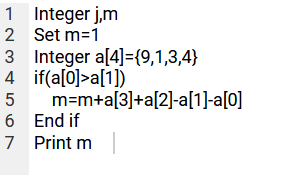 1 Integer j,m
2 Set m=1
3 Integer a[4]={9,1,3,4}
4 if(a[0]>a[1])
5 m=m+a[3]+a[2]-a[1]-a[0]
6 End if
7 Print m